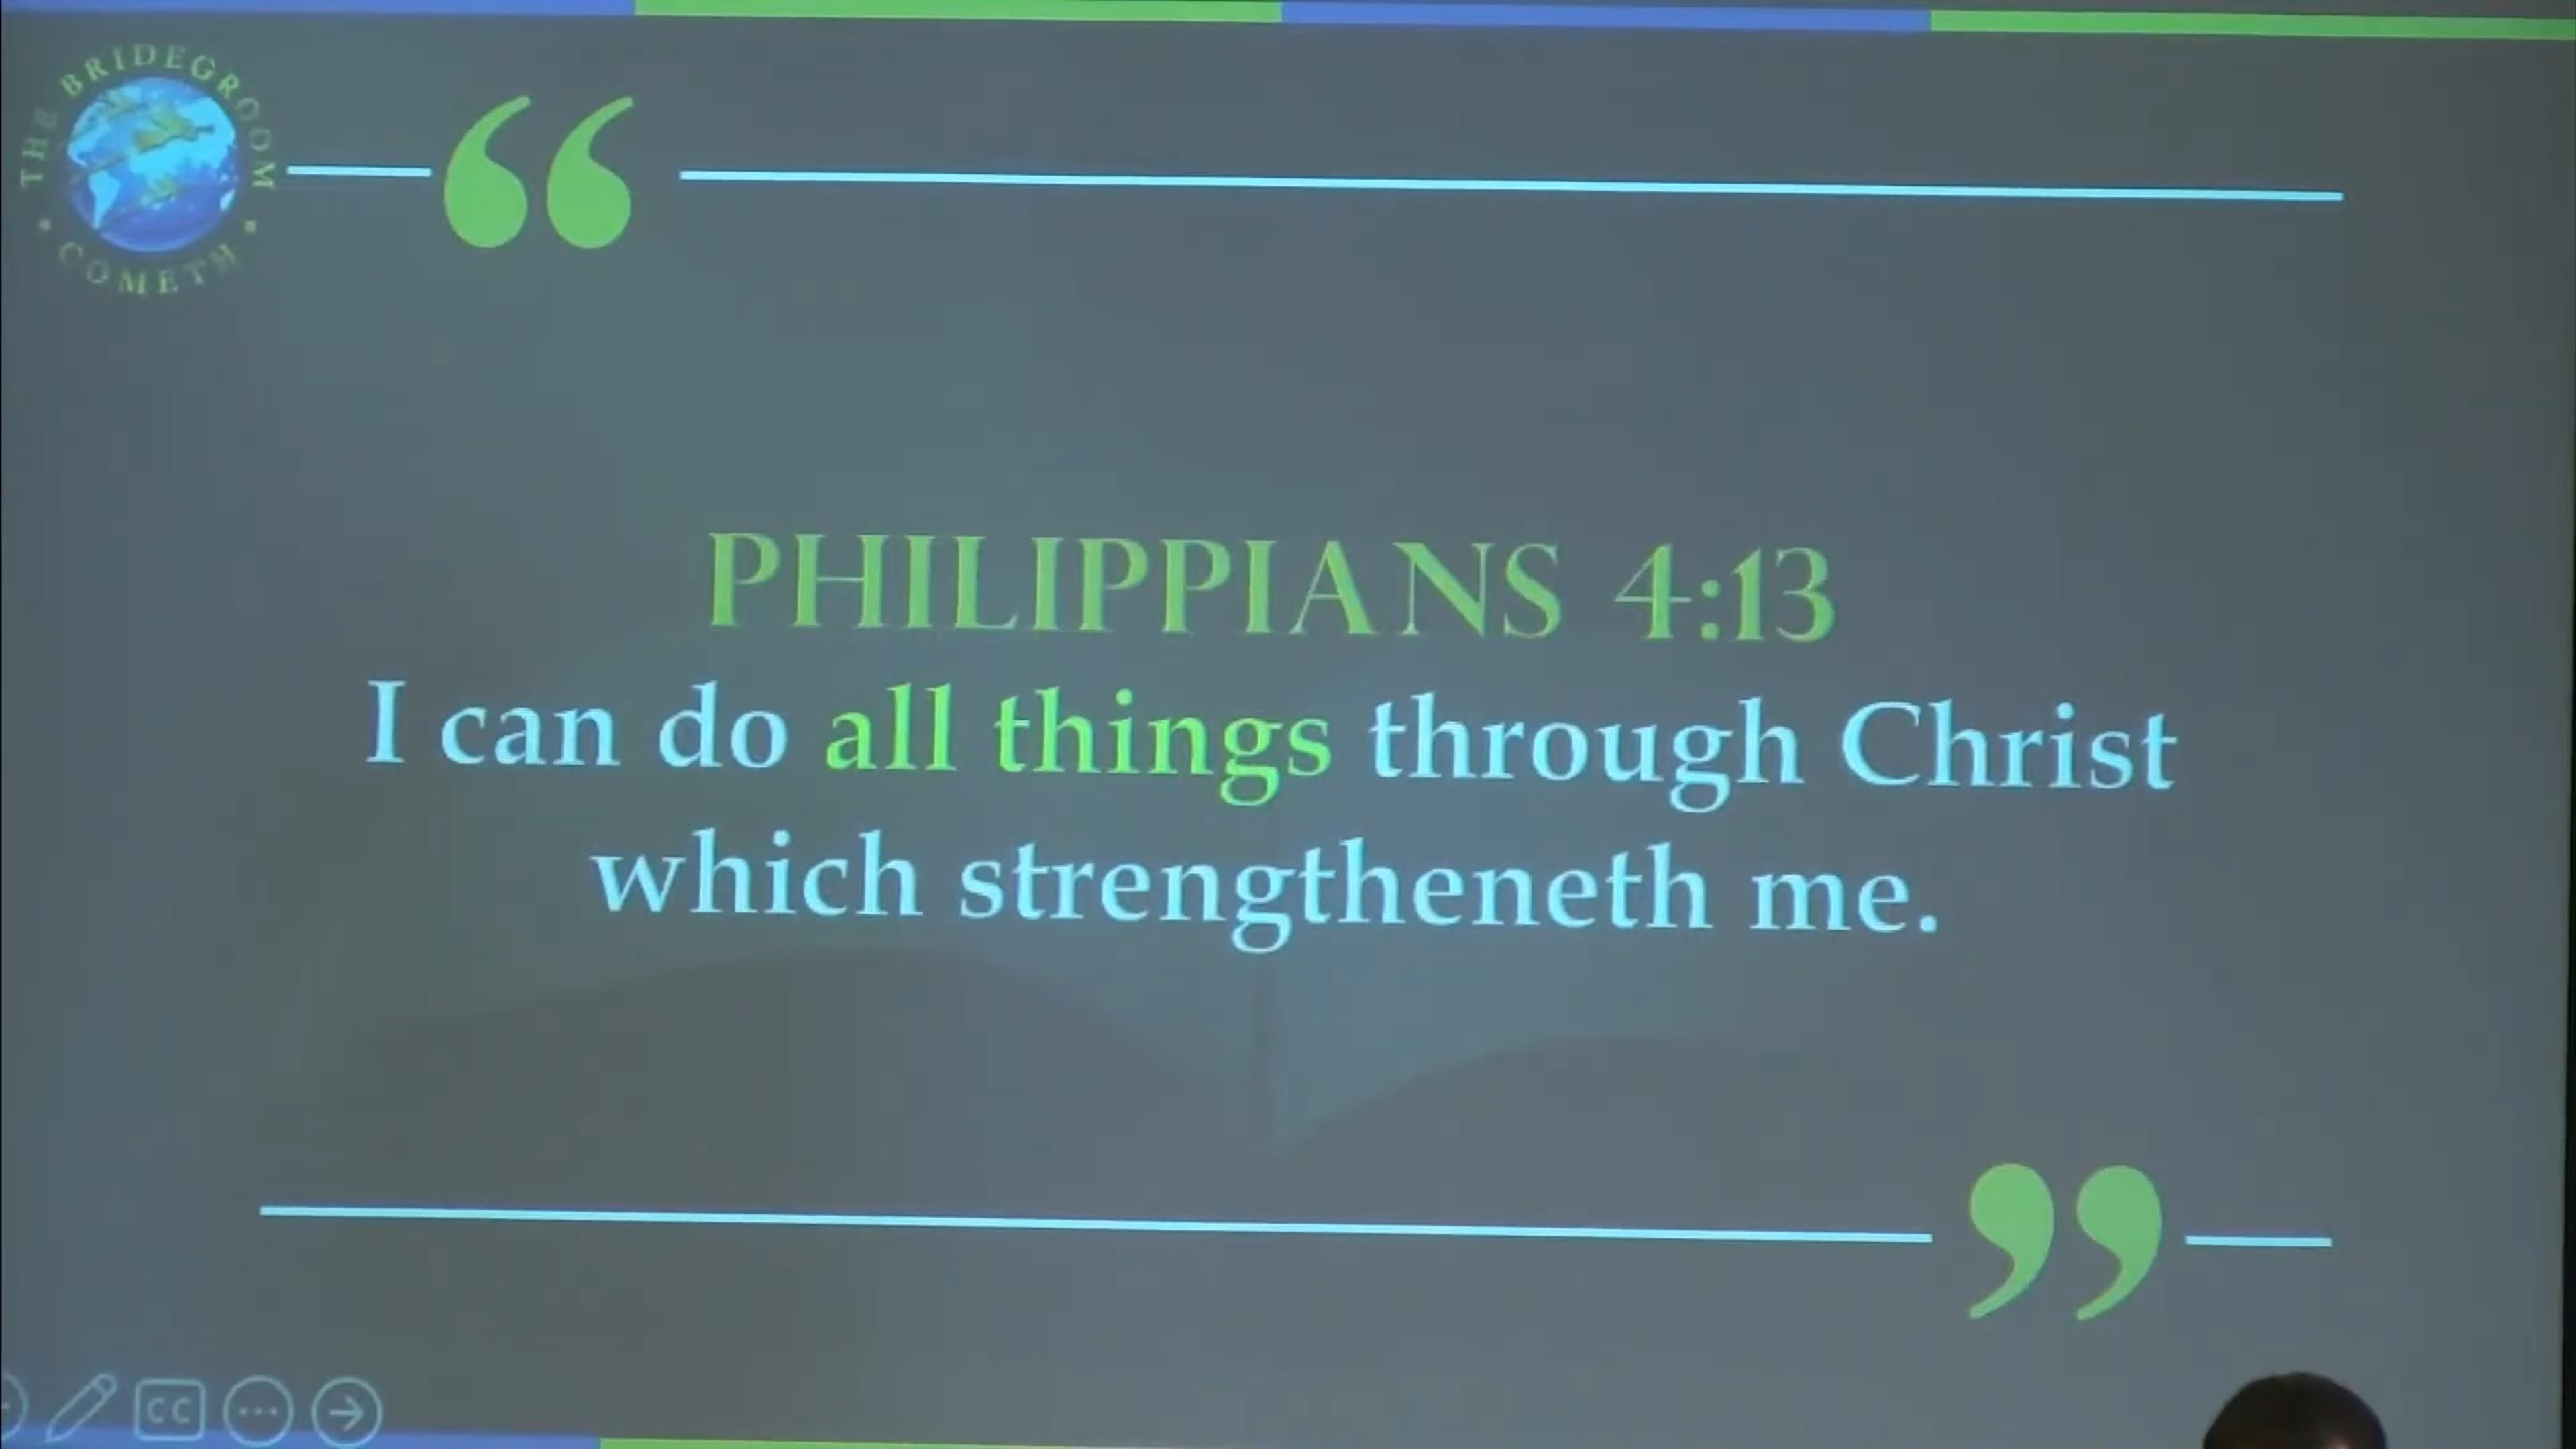 THE BRIDEGROOM
COMETH
PHILIPPIANS 4:13
I can do all things through Christ
which strengtheneth me.
CC